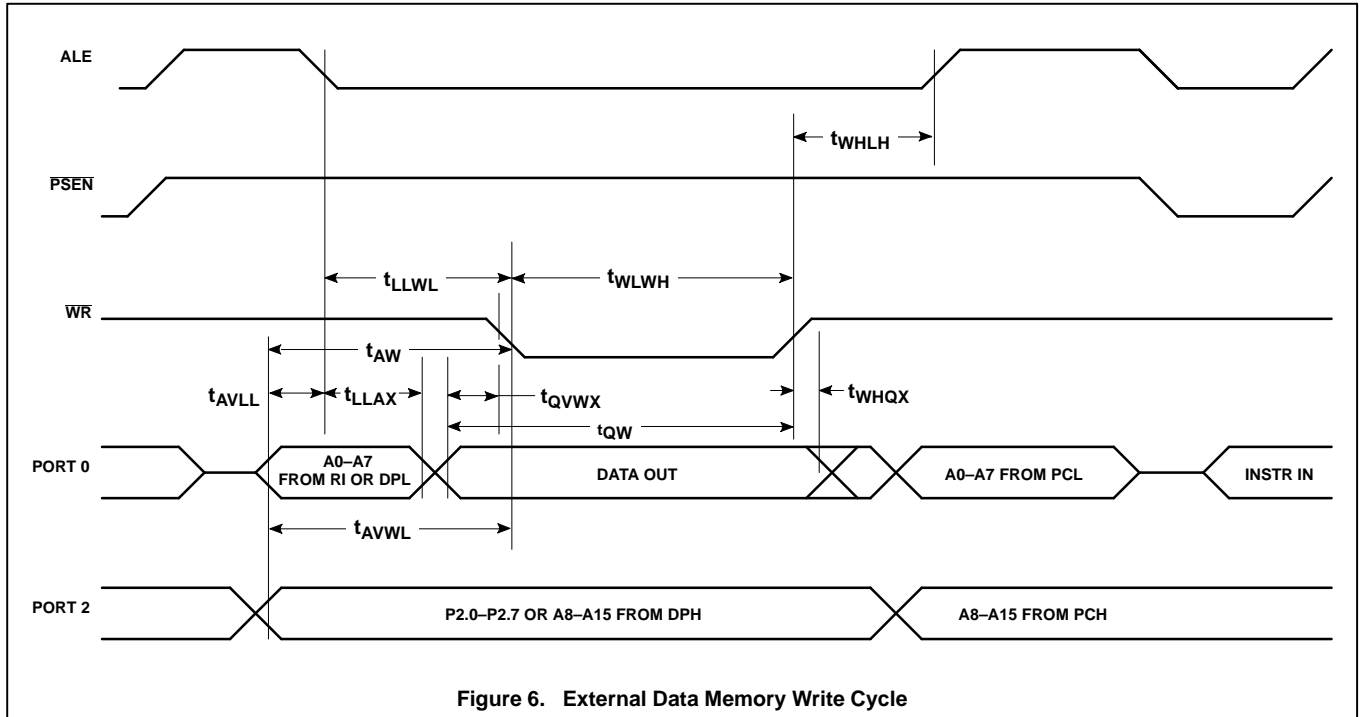 ALE
tWHLH
PSEN
tLLWL
tWLWH
WR
tAW
tAVLL
tLLAX
tQVWX
tWHQX
tQW
PORT 0
A0–A7
FROM RI OR DPL
DATA OUT
A0–A7 FROM PCL
INSTR IN
tAVWL
PORT 2
P2.0–P2.7 OR A8–A15 FROM DPH
A8–A15 FROM PCH
Figure 6. External Data Memory Write Cycle